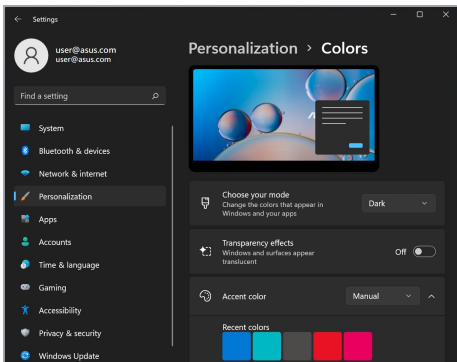 Settings
user@asus.com
user@asus.com
Find a setting
System
Bluetooth & devices
Network & internet
Personalization
Apps
Accounts
Time & language
Gaming
Accessibility
Privacy & security
Windows Update
Personalization > Colors
Choose your mode
Change the colors that appear in
Windows and your apps
Dark
Transparency effects
Windows and surfaces appear
translucent
Off
Accent color
Manual
Recent colors